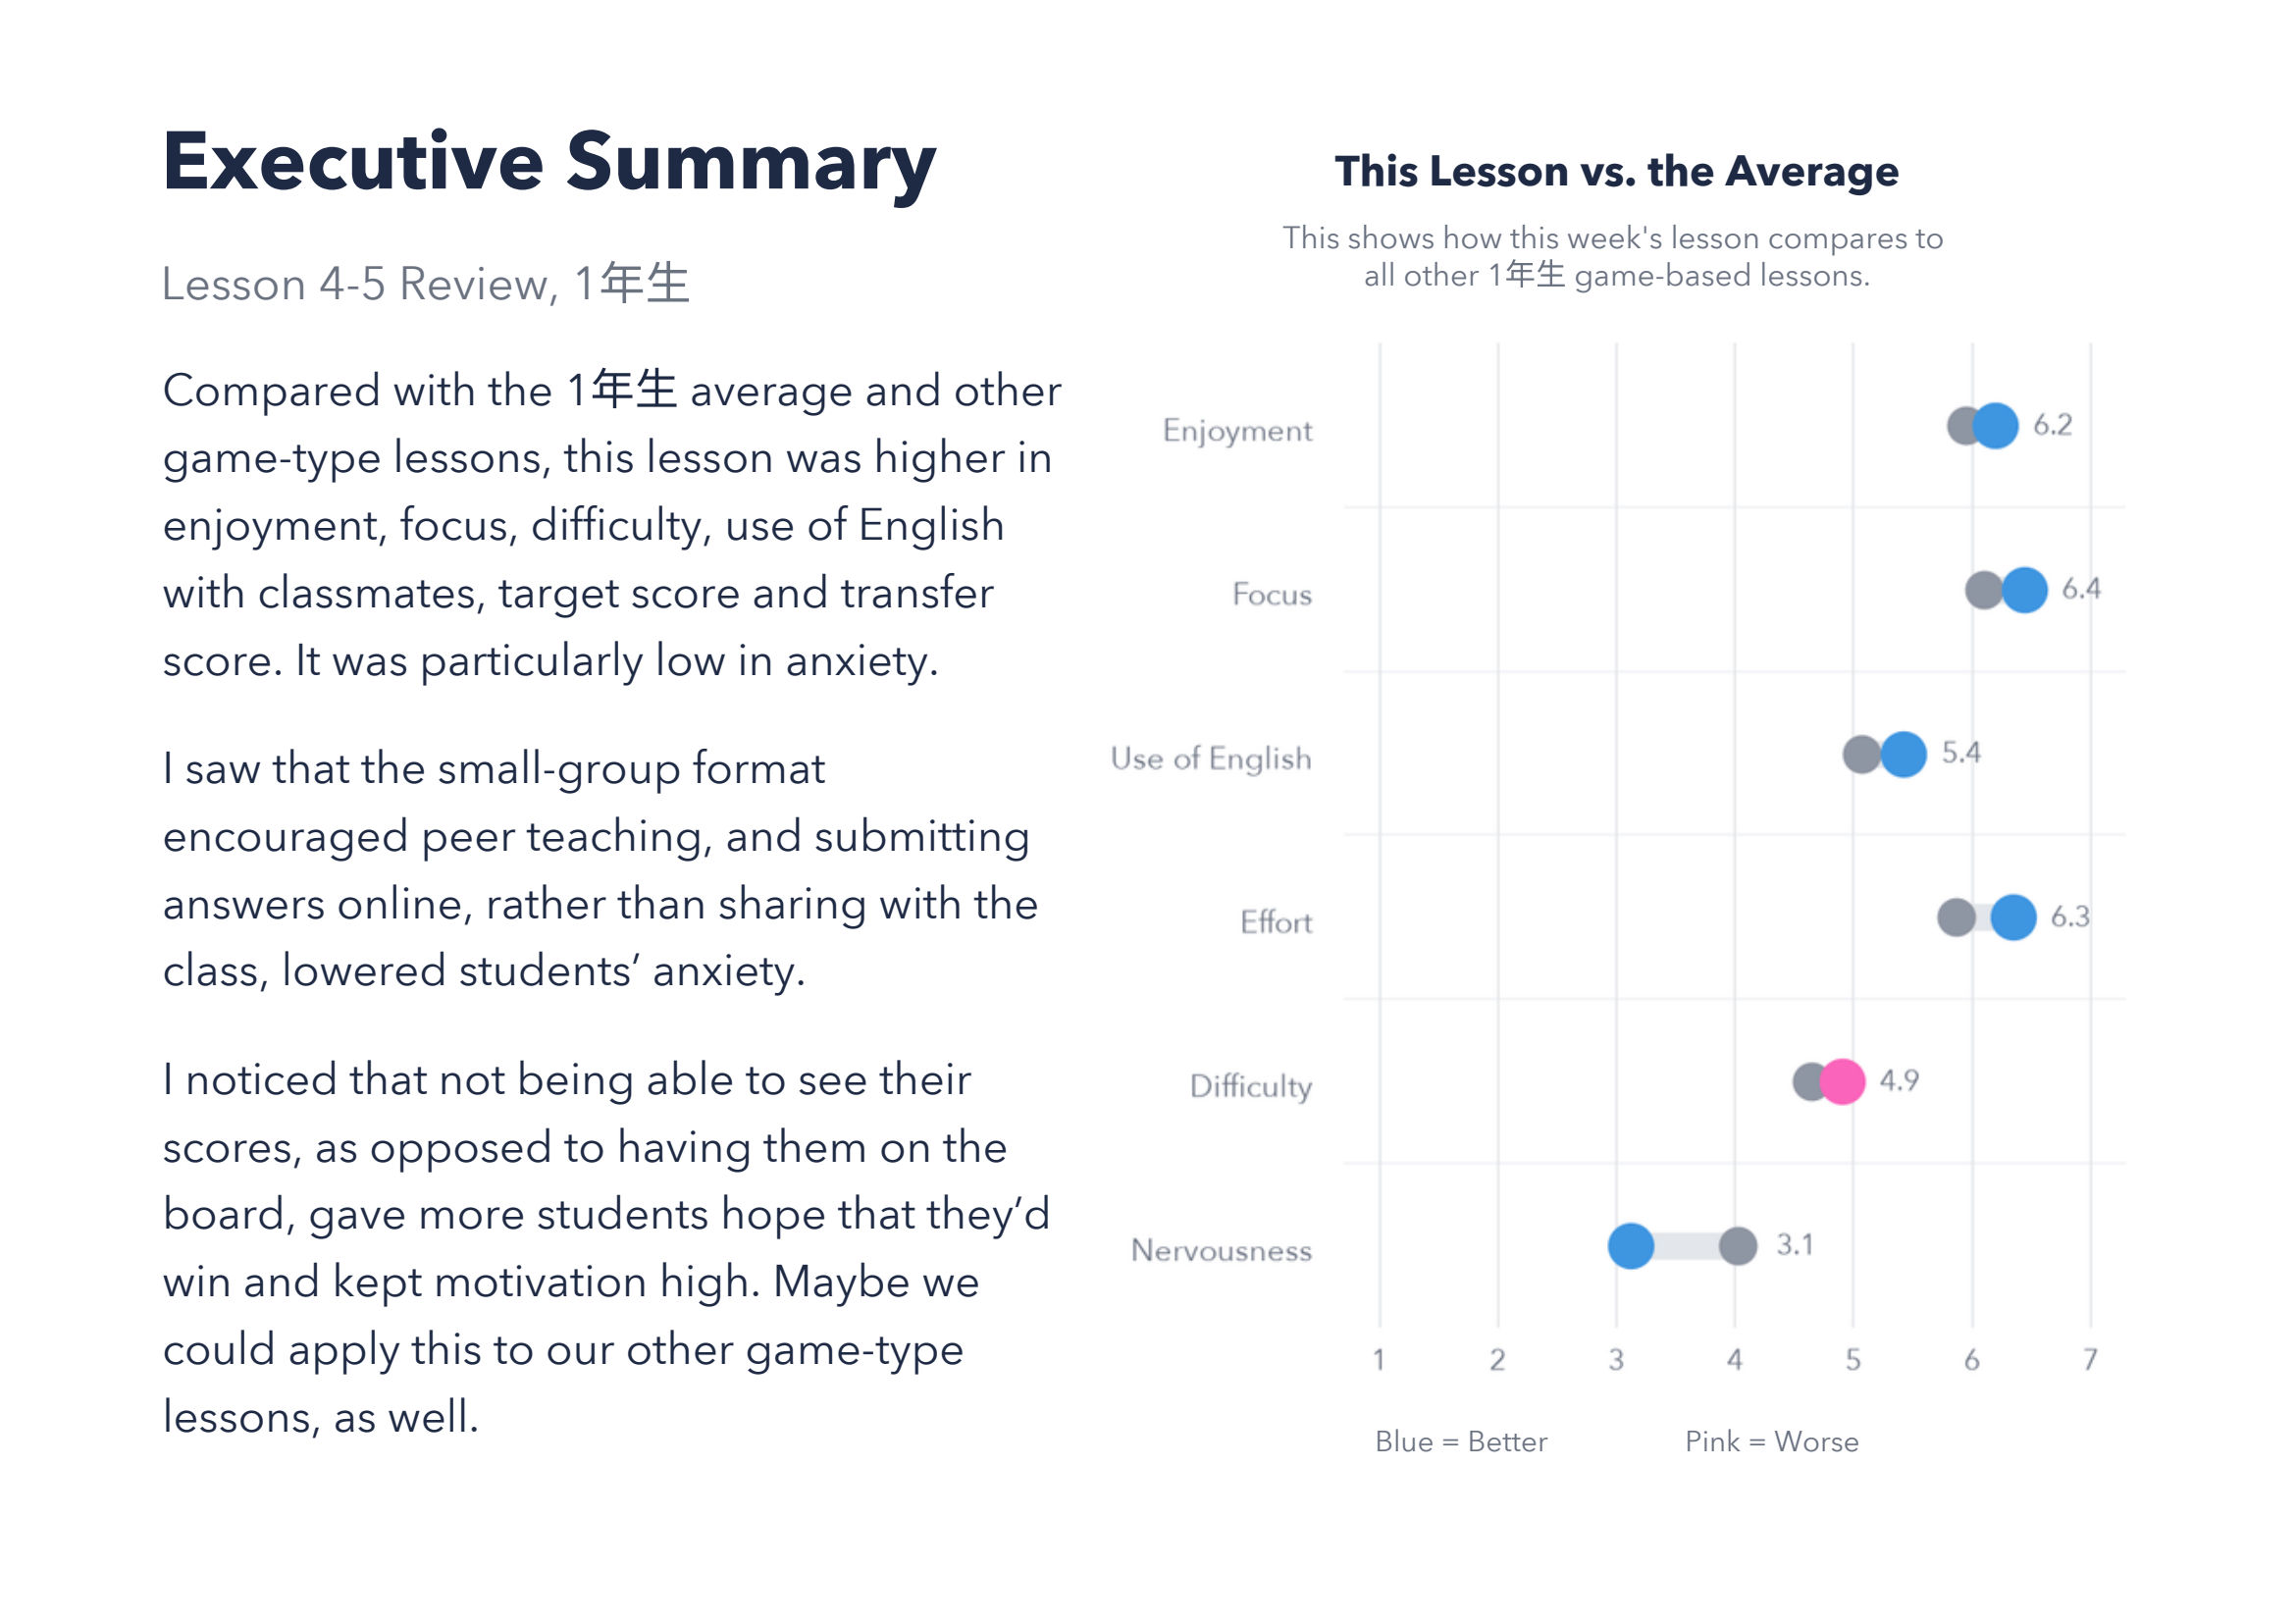 Executive Summary
Lesson 4-5 Review, 1年生
Compared with the 1年生 average and other
game-type lessons, this lesson was higher in
enjoyment, focus, difficulty, use of English
with classmates, target score and transfer
score. It was particularly low in anxiety.
I saw that the small-group format
encouraged peer teaching, and submitting
answers online, rather than sharing with the
class, lowered students’ anxiety.
I noticed that not being able to see their
scores, as opposed to having them on the
board, gave more students hope that they’d
win and kept motivation high. Maybe we
could apply this to our other game-type
lessons, as well.
This Lesson vs. the Average
This shows how this week's lesson compares to
all other 1年生 game-based lessons.
Enjoyment 6.2
Focus 6.4
Use of English 5.4
Effort 6.3
Difficulty 4.9
Nervousness 3.1
1 2 3 4 5 6 7
Blue = Better Pink = Worse